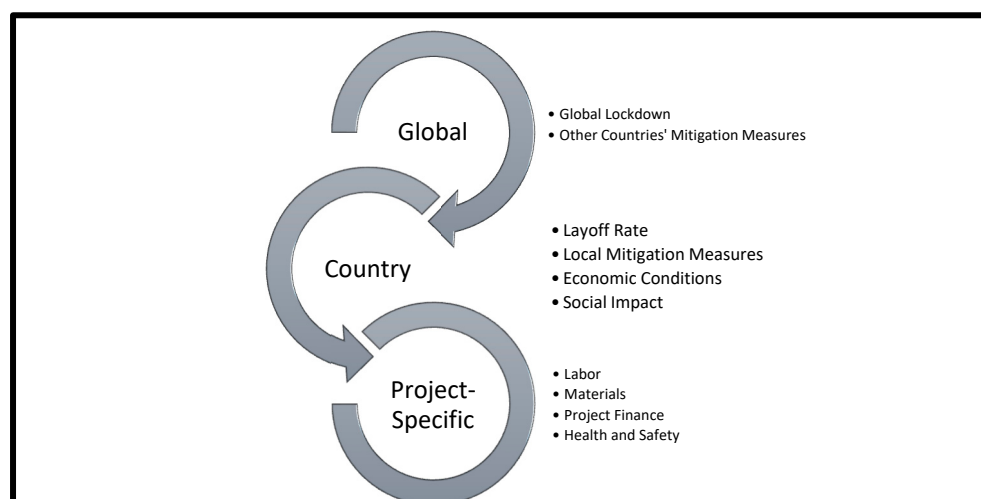 Global
• Global Lockdown
• Other Countries' Mitigation Measures
Country
• Layoff Rate
• Local Mitigation Measures
• Economic Conditions
• Social Impact
Project-
Specific
• Labor
• Materials
• Project Finance
• Health and Safety